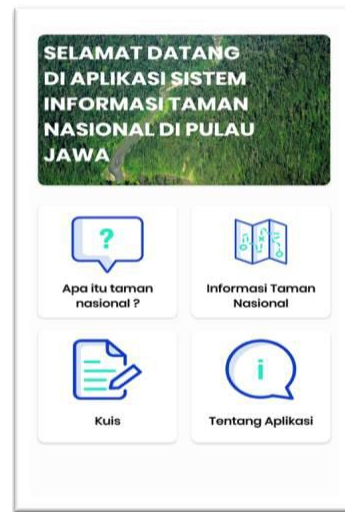 SELAMAT DATANG
DI APLIKASI SISTEM
INFORMASI TAMAN
NASIONAL DI PULAU
JAWA
?
Apa itu taman
nasional ?
Informasi Taman
Nasional
i
Kuis
Tentang Aplikasi